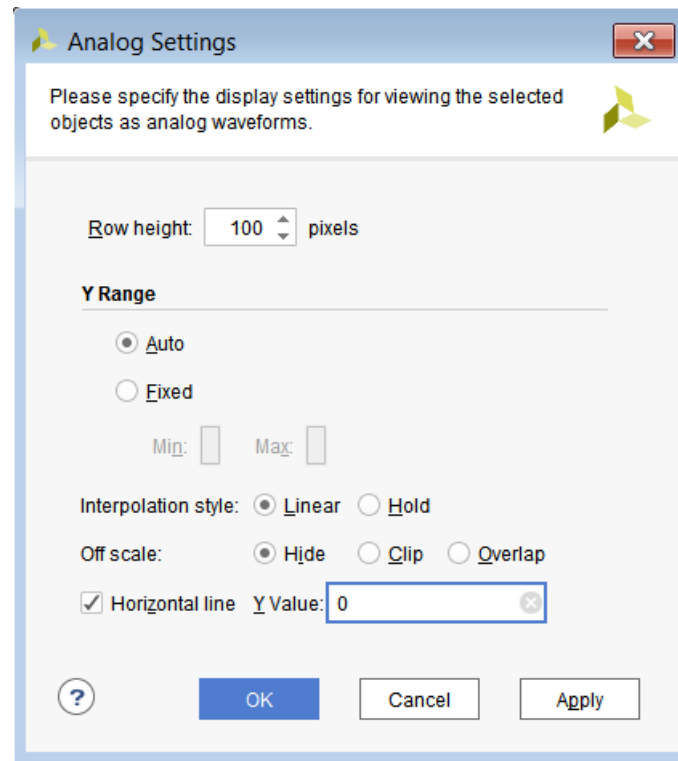 Analog Settings
Please specify the display settings for viewing the selected
objects as analog waveforms.
Row height: 100 pixels
Y Range
Auto
Fixed
Min: Max:
Interpolation style: Linear Hold
Off scale: Hide Clip Overlap
Horizontal line Y Value: 0
? OK Cancel Apply